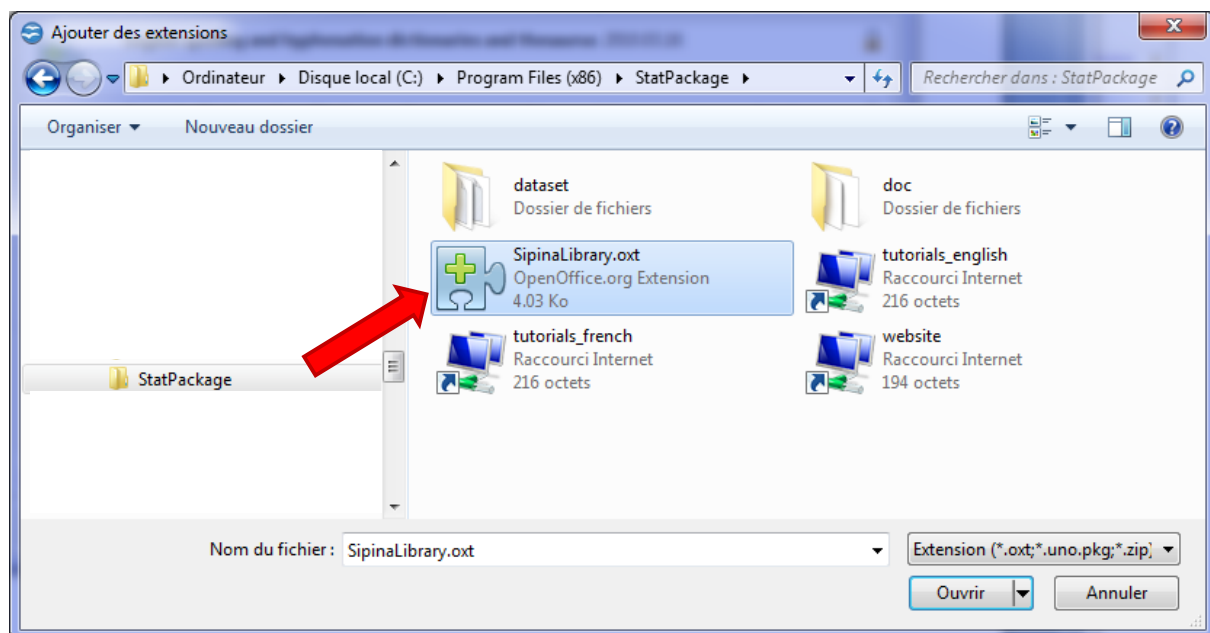 Ajouter des extensions
Ordinateur Disque local (C:) Program Files (x86) StatPackage
Rechercher dans : StatPackage
Organiser Nouveau dossier
dataset
Dossier de fichiers
doc
Dossier de fichiers
SipinaLibrary.oxt
OpenOffice.org Extension
4.03 Ko
tutorials_english
Raccourci Internet
216 octets
tutorials_french
Raccourci Internet
216 octets
website
Raccourci Internet
194 octets
StatPackage
Nom du fichier : SipinaLibrary.oxt
Extension (*.oxt;*.uno.pkg;*.zip)
Ouvrir Annuler